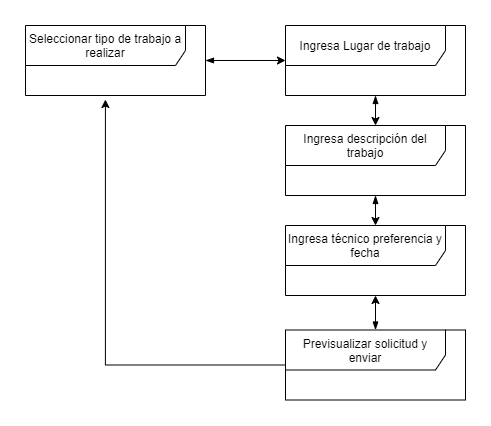 Seleccionar tipo de trabajo a
realizar
Ingresa Lugar de trabajo
Ingresa descripción del
trabajo
Ingresa técnico preferencia y
fecha
Previsualizar solicitud y
enviar